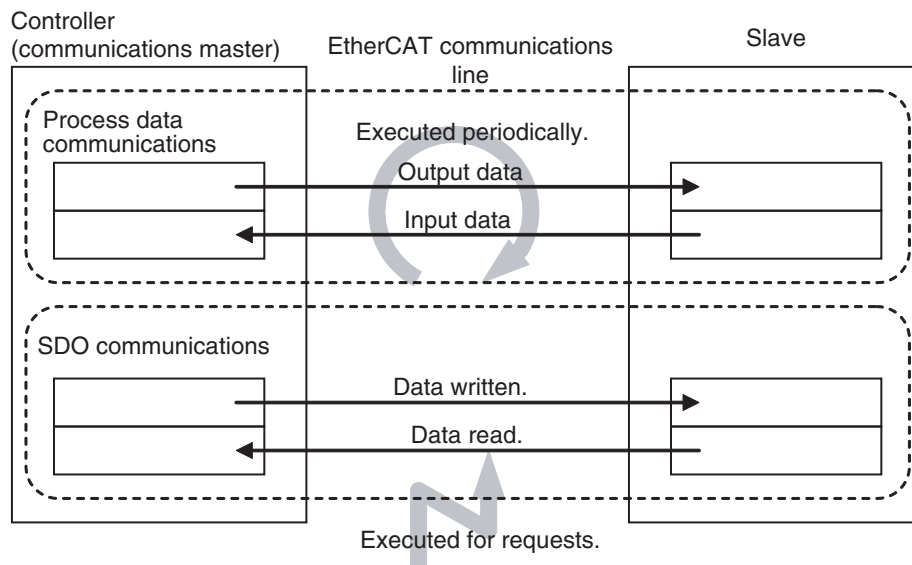 Controller
(communications master)
EtherCAT communications
line
Slave
Process data
communications
Executed periodically.
Output data
Input data
SDO communications
Data written.
Data read.
Executed for requests.